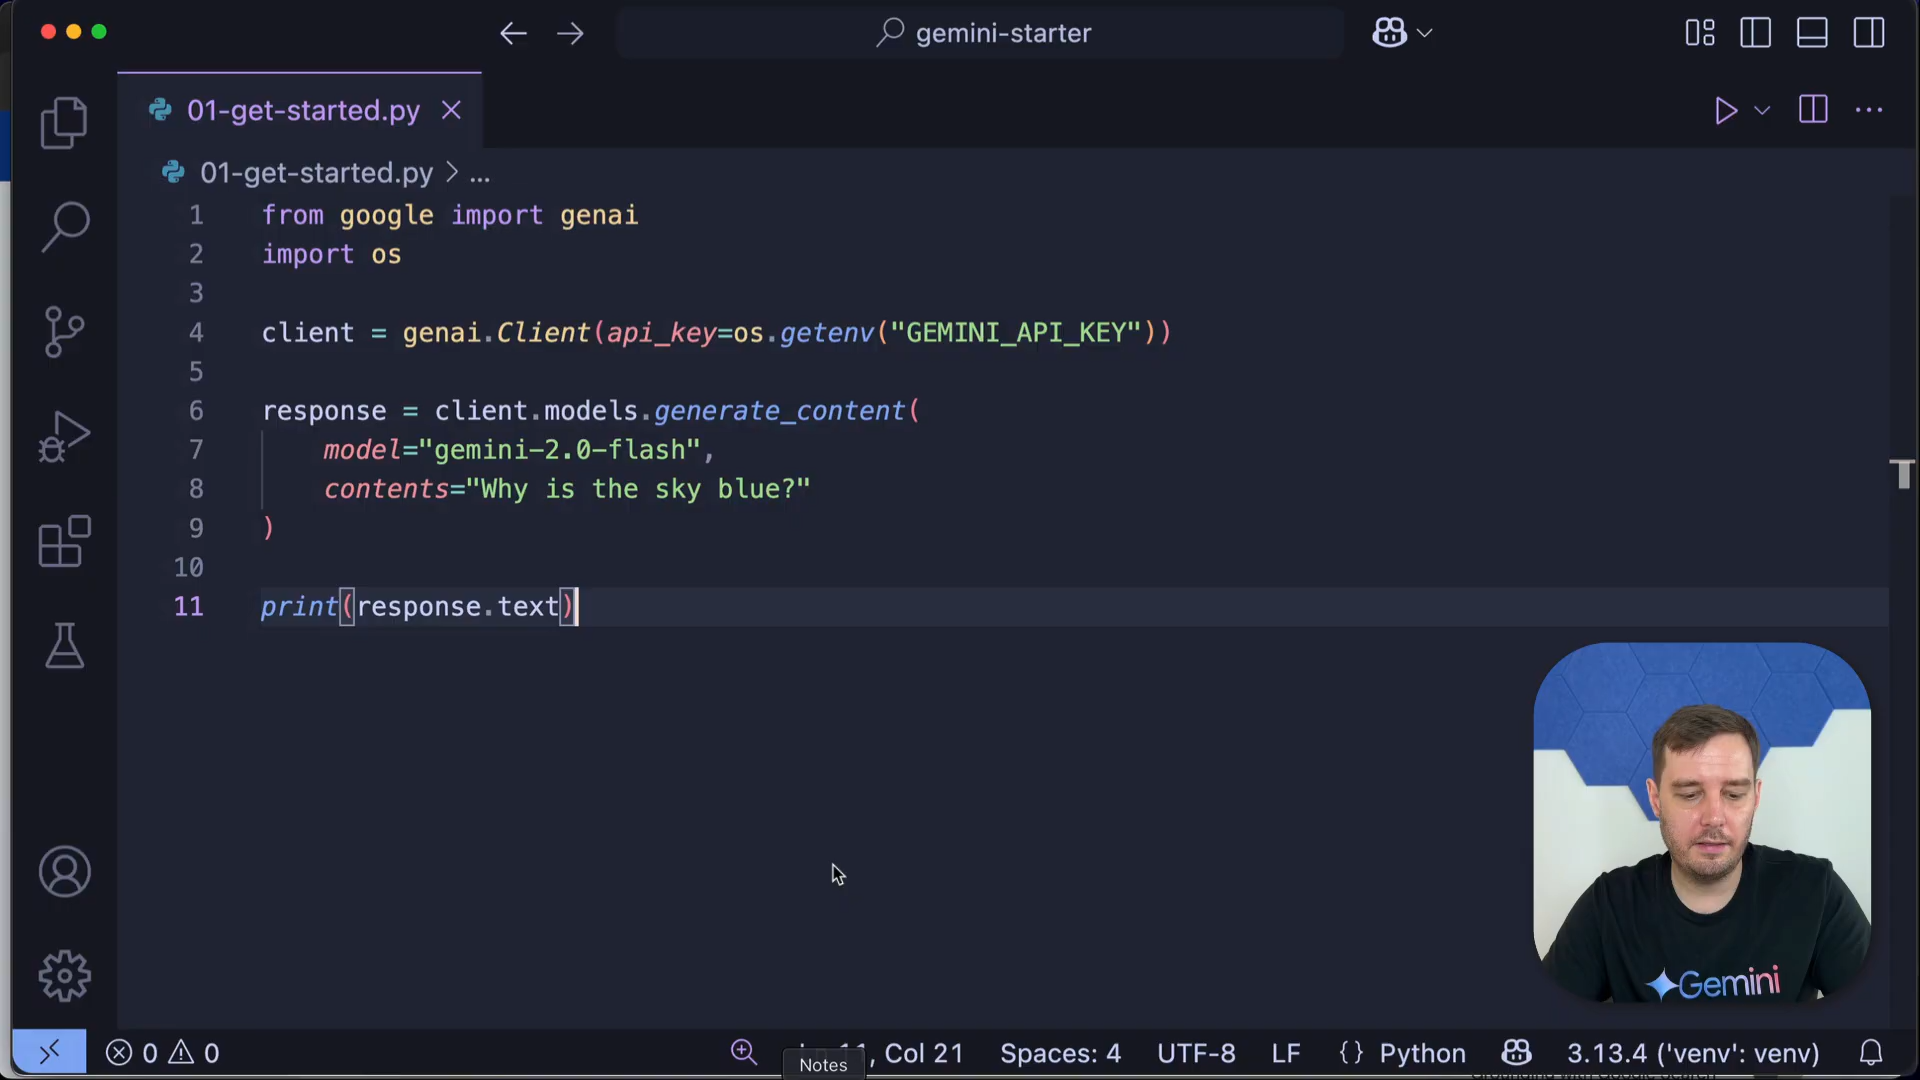 gemini-starter
01-get-started.py
01-get-started.py > ...
1 from google import genai
2 import os
3
4 client = genai.Client(api_key=os.getenv("GEMINI_API_KEY"))
5
6 response = client.models.generate_content(
7 model="gemini-2.0-flash",
8 contents="Why is the sky blue?"
9 )
10
11 print(response.text)
Gemini
0 0 11, Col 21 Spaces: 4 UTF-8 LF {} Python 3.13.4 ('venv': venv)
Notes